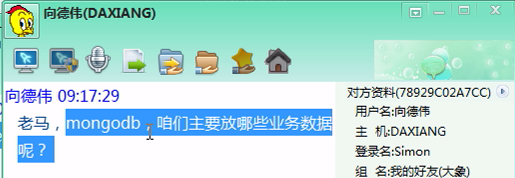 向德伟(DAXIANG)
向德伟 09:17:29
老马，mongodb，咱们主要放哪些业务数据
呢？
对方资料(78929C02A7CC)
用户名:向德伟
主 机:DAXIANG
登录名:Simon
组 名:我的好友(大象)